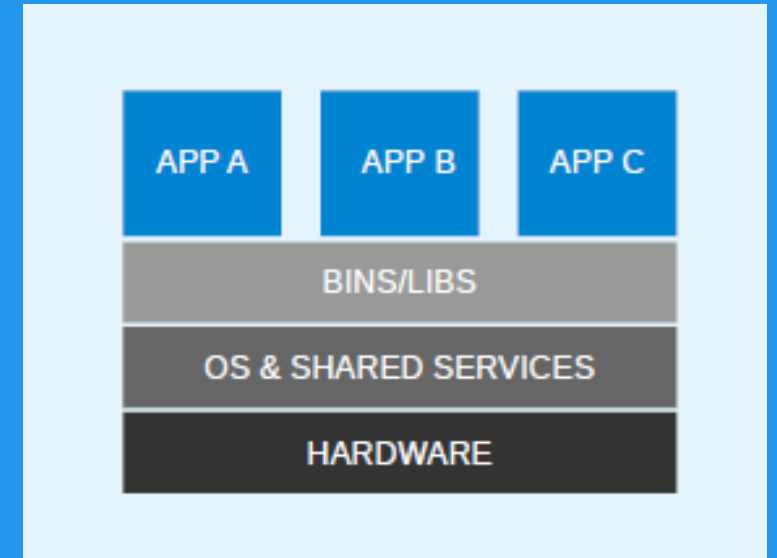 APP A
APP B
APP C
BINS/LIBS
OS & SHARED SERVICES
HARDWARE